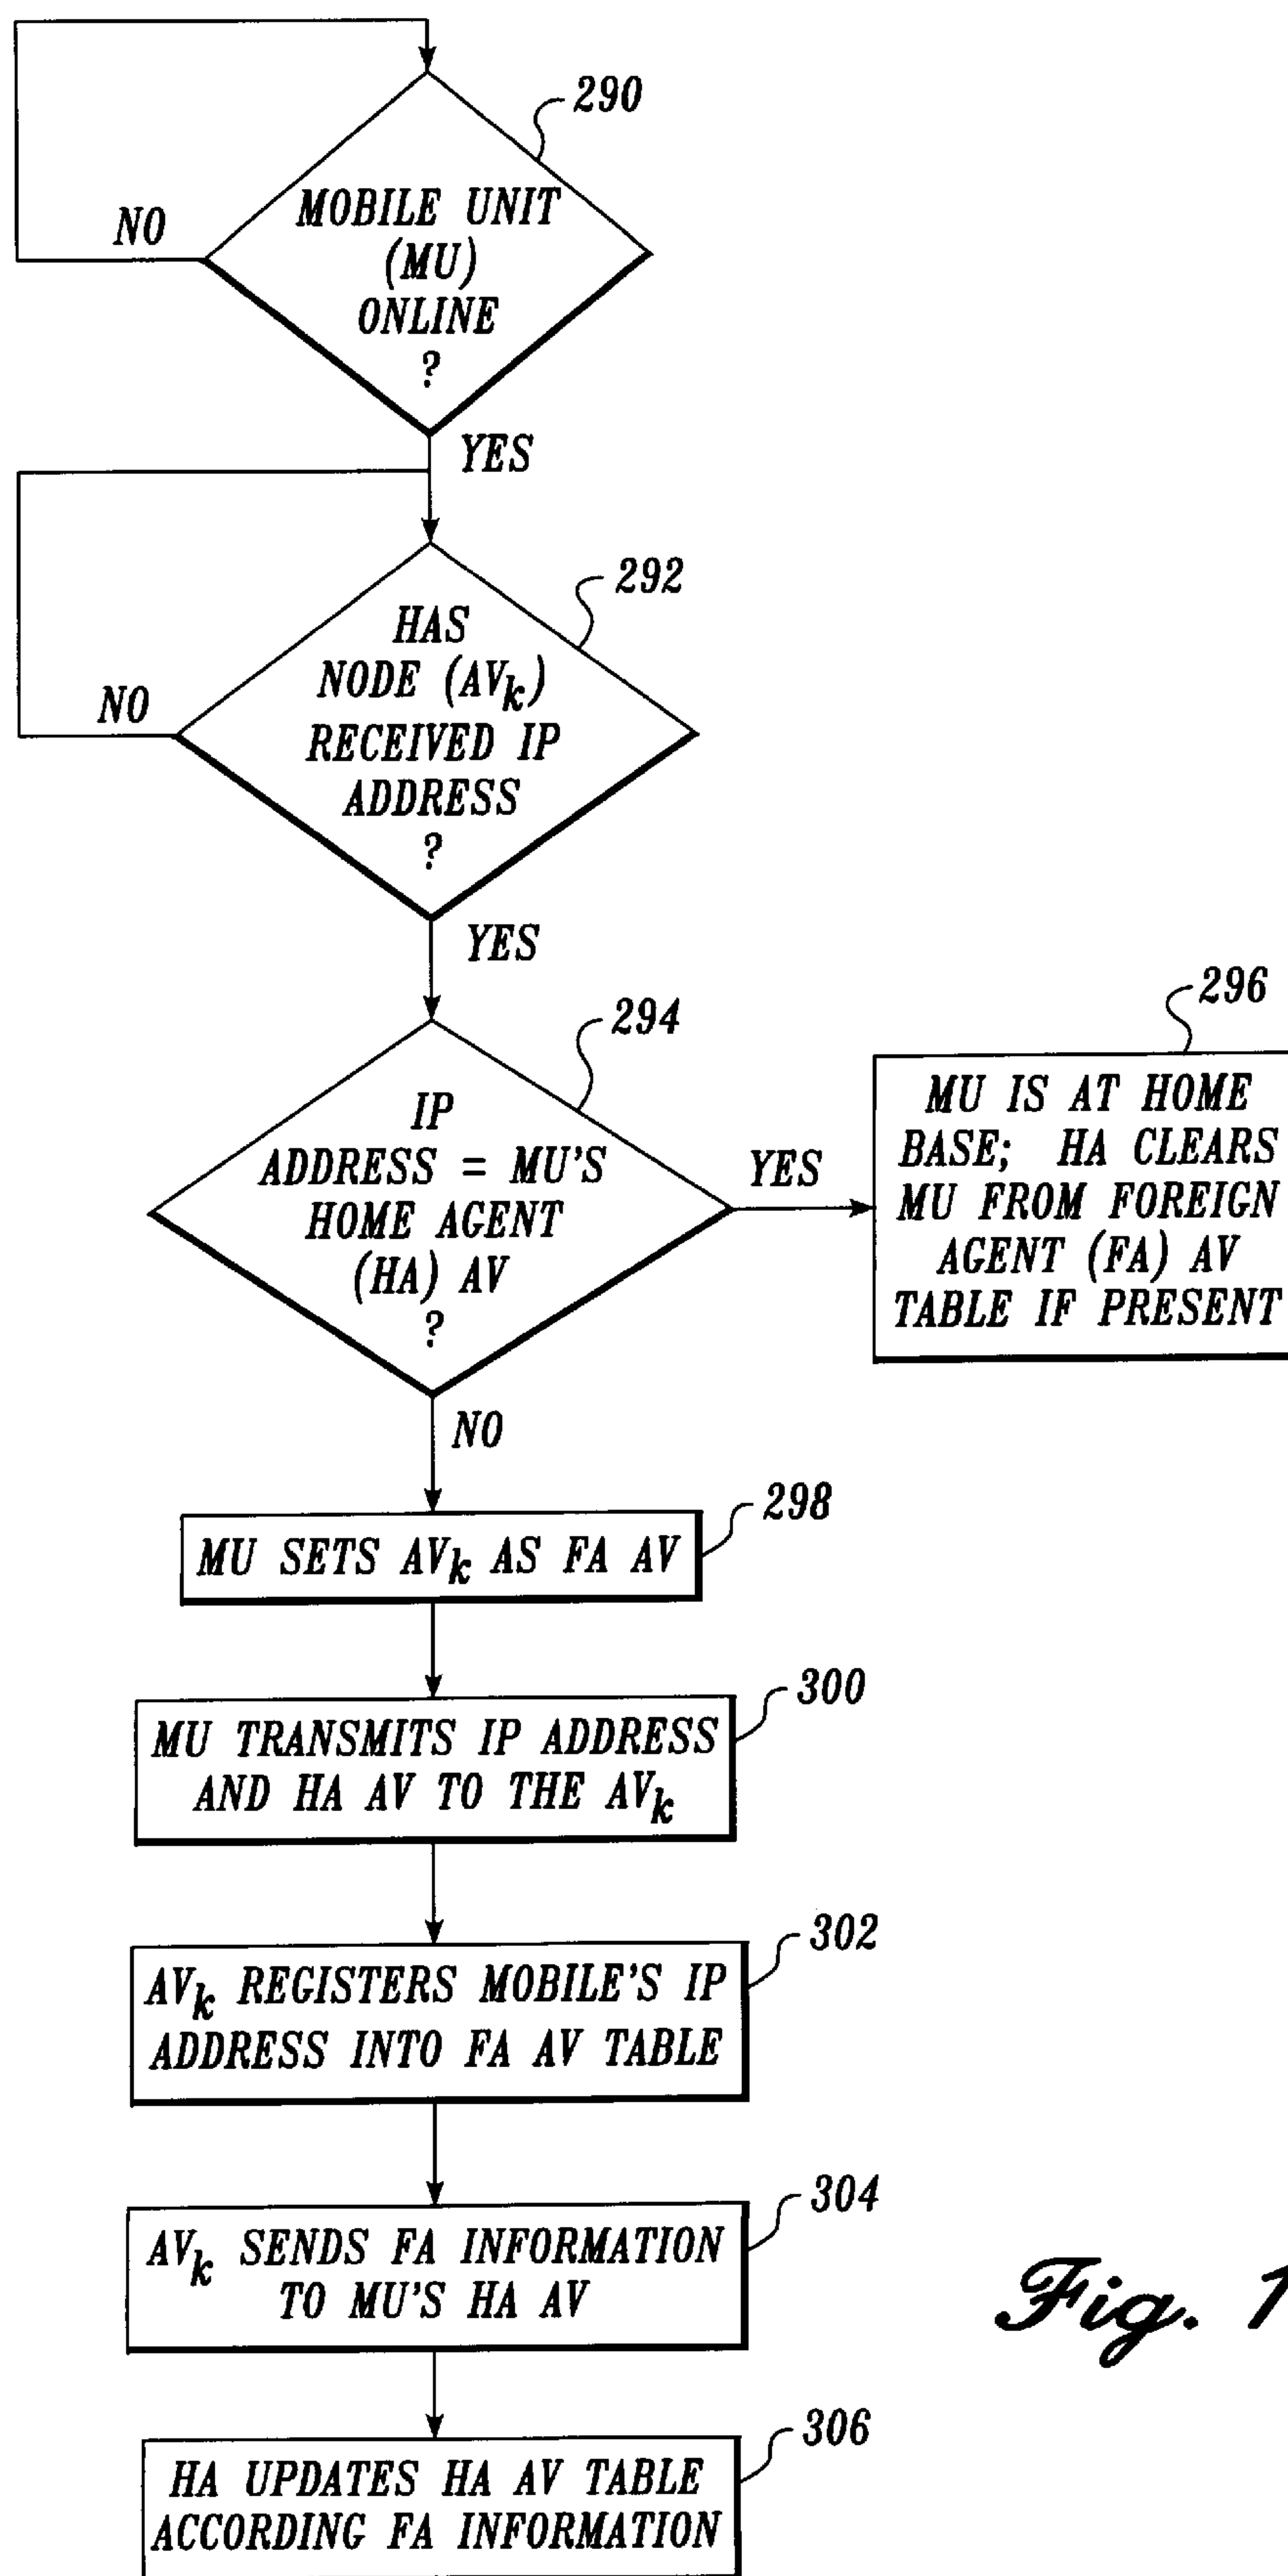 290
MOBILE UNIT
(MU)
ONLINE
?
NO
YES
292
HAS
NODE (AVk)
RECEIVED IP
ADDRESS
?
NO
YES
294
IP
ADDRESS = MU'S
HOME AGENT
(HA) AV
?
YES
296
MU IS AT HOME
BASE; HA CLEARS
MU FROM FOREIGN
AGENT (FA) AV
TABLE IF PRESENT
NO
298
MU SETS AVk AS FA AV
300
MU TRANSMITS IP ADDRESS
AND HA AV TO THE AVk
302
AVk REGISTERS MOBILE'S IP
ADDRESS INTO FA AV TABLE
304
AVk SENDS FA INFORMATION
TO MU'S HA AV
Fig. 1
306
HA UPDATES HA AV TABLE
ACCORDING FA INFORMATION